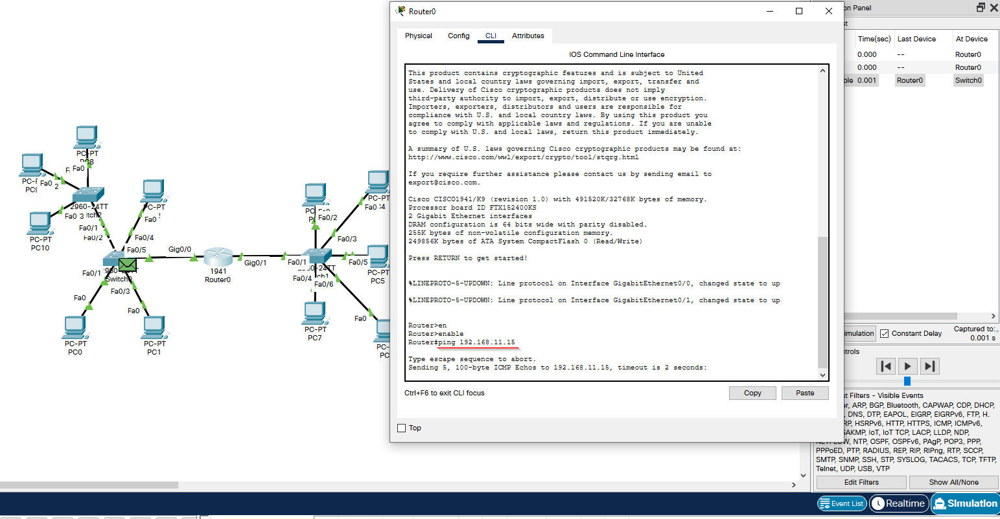 Router0
Physical
Config
CLI
Attributes
IOS Command Line Interface
This product contains cryptographic features and is subject to United
States and local country laws governing import, export, transfer and
use. Delivery of Cisco cryptographic products does not imply
third-party authority to import, export, distribute or use encryption.
Importers, exporters, distributors and users are responsible for
compliance with U.S. and local country laws. By using this product you
agree to comply with applicable laws and regulations. If you are unable
to comply with U.S. and local laws, return this product immediately.
A summary of U.S. laws governing Cisco cryptographic products may be found at:
http://www.cisco.com/wwl/export/crypto/tool/stqrg.html
If you require further assistance please contact us by sending email to
export@cisco.com.
Cisco CISCO1941/K9 (revision 1.0) with 491520K/32768K bytes of memory.
Processor board ID FTX152400KS
2 Gigabit Ethernet interfaces
DRAM configuration is 64 bits wide with parity disabled.
255K bytes of non-volatile configuration memory.
249856K bytes of ATA System CompactFlash 0 (Read/Write)
Press RETURN to get started!
%LINEPROTO-5-UPDOWN: Line protocol on Interface GigabitEthernet0/0, changed state to up
%LINEPROTO-5-UPDOWN: Line protocol on Interface GigabitEthernet0/1, changed state to up
Router>en
Router>enable
Router#ping 192.168.11.15
Type escape sequence to abort.
Sending 5, 100-byte ICMP Echos to 192.168.11.15, timeout is 2 seconds:
Ctrl+F6 to exit CLI focus
Copy
Paste
Top
PC-PT
Fa0
Fa0 2
2960-24TT
Fa0 3
Fa0/1
Fa0/2
PC-PT
PC10
PC-PT
Fa0
Fa0/4
Fa0/5
Gig0/0
Fa0/1
Switch0
Fa0/3
Fa0
Fa0
PC-PT
PC0
PC-PT
PC1
1941
Router0
Gig0/1
Fa0/1
Fa0/2
Fa0/3
PC-PT
Fa0
Fa0/5
Fa0/4
Fa0/6
PC-PT
PC5
PC-PT
PC7
Fa0
PC-
PC
on Panel
Time(sec) Last Device At Device
0.000 -- Router0
0.000 -- Router0
ble 0.001 Router0 Switch0
imulation
Constant Delay
Captured to:
0.001 s
ntrols
t Filters - Visible Events
er, ARP, BGP, Bluetooth, CAPWAP, CDP, DHCP,
DNS, DTP, EAPOL, EIGRP, EIGRPv6, FTP, H.
RP, HSRPv6, HTTP, HTTPS, ICMP, ICMPv6,
SAKMP, IoT, IoT TCP, LACP, LLDP, NDP,
NETFLOW, NTP, OSPF, OSPFv6, PAgP, POP3, PPP,
PPPoED, PTP, RADIUS, REP, RIP, RIPng, RTP, SCCP,
SMTP, SNMP, SSH, STP, SYSLOG, TACACS, TCP, TFTP,
Telnet, UDP, USB, VTP
Edit Filters
Show All/None
Event List
Realtime
Simulation